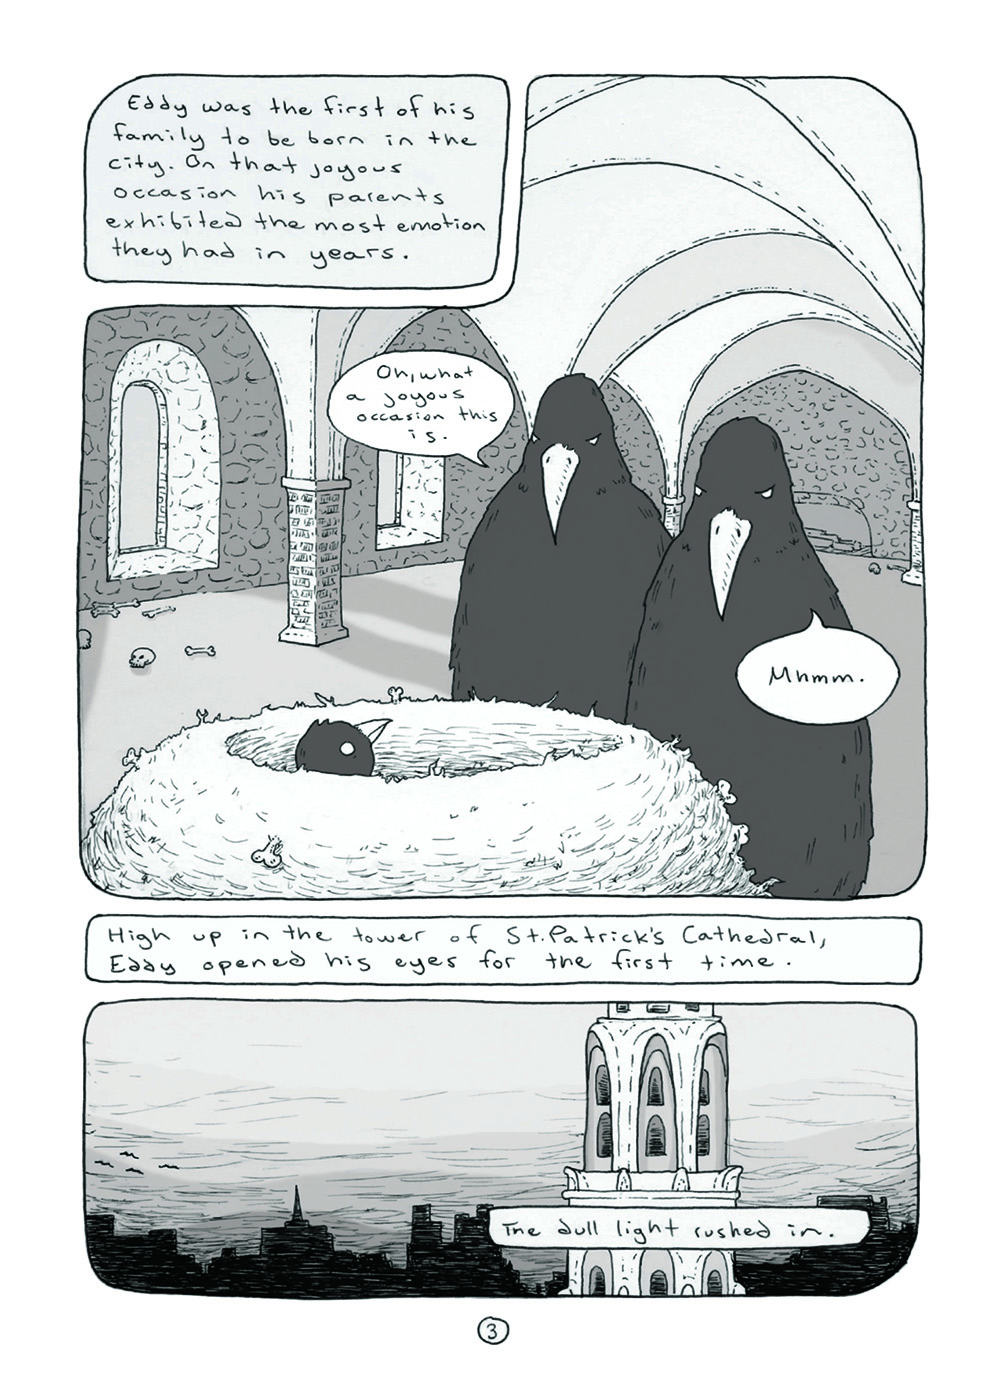 Eddy was the first of his
family to be born in the
city. On that joyous
occasion his parents
exhibited the most emotion
they had in years.
Oh, what
a joyous
occasion this
is.
Mhmm.
High up in the tower of St. Patrick's Cathedral,
Eddy opened his eyes for the first time.
The dull light rushed in.
3